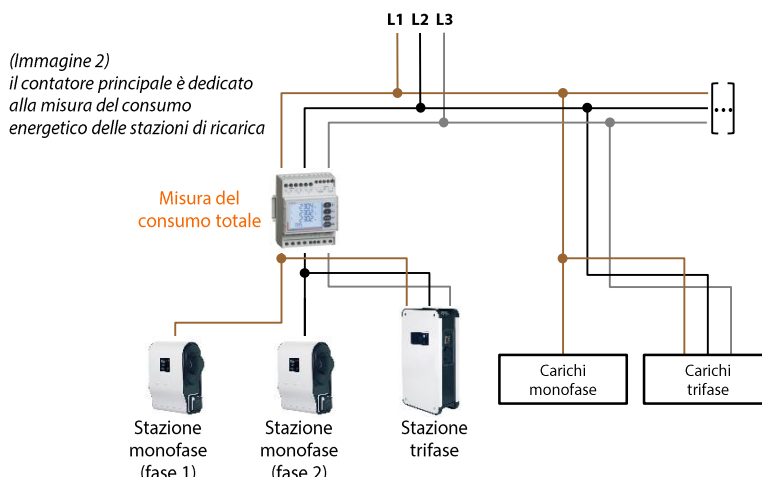 L1 L2 L3
(Immagine 2)
il contatore principale è dedicato
alla misura del consumo
energetico delle stazioni di ricarica
[...]
Misura del
consumo totale
Carichi
monofase
Carichi
trifase
Stazione
monofase
(fase 1)
Stazione
monofase
(fase 2)
Stazione
trifase